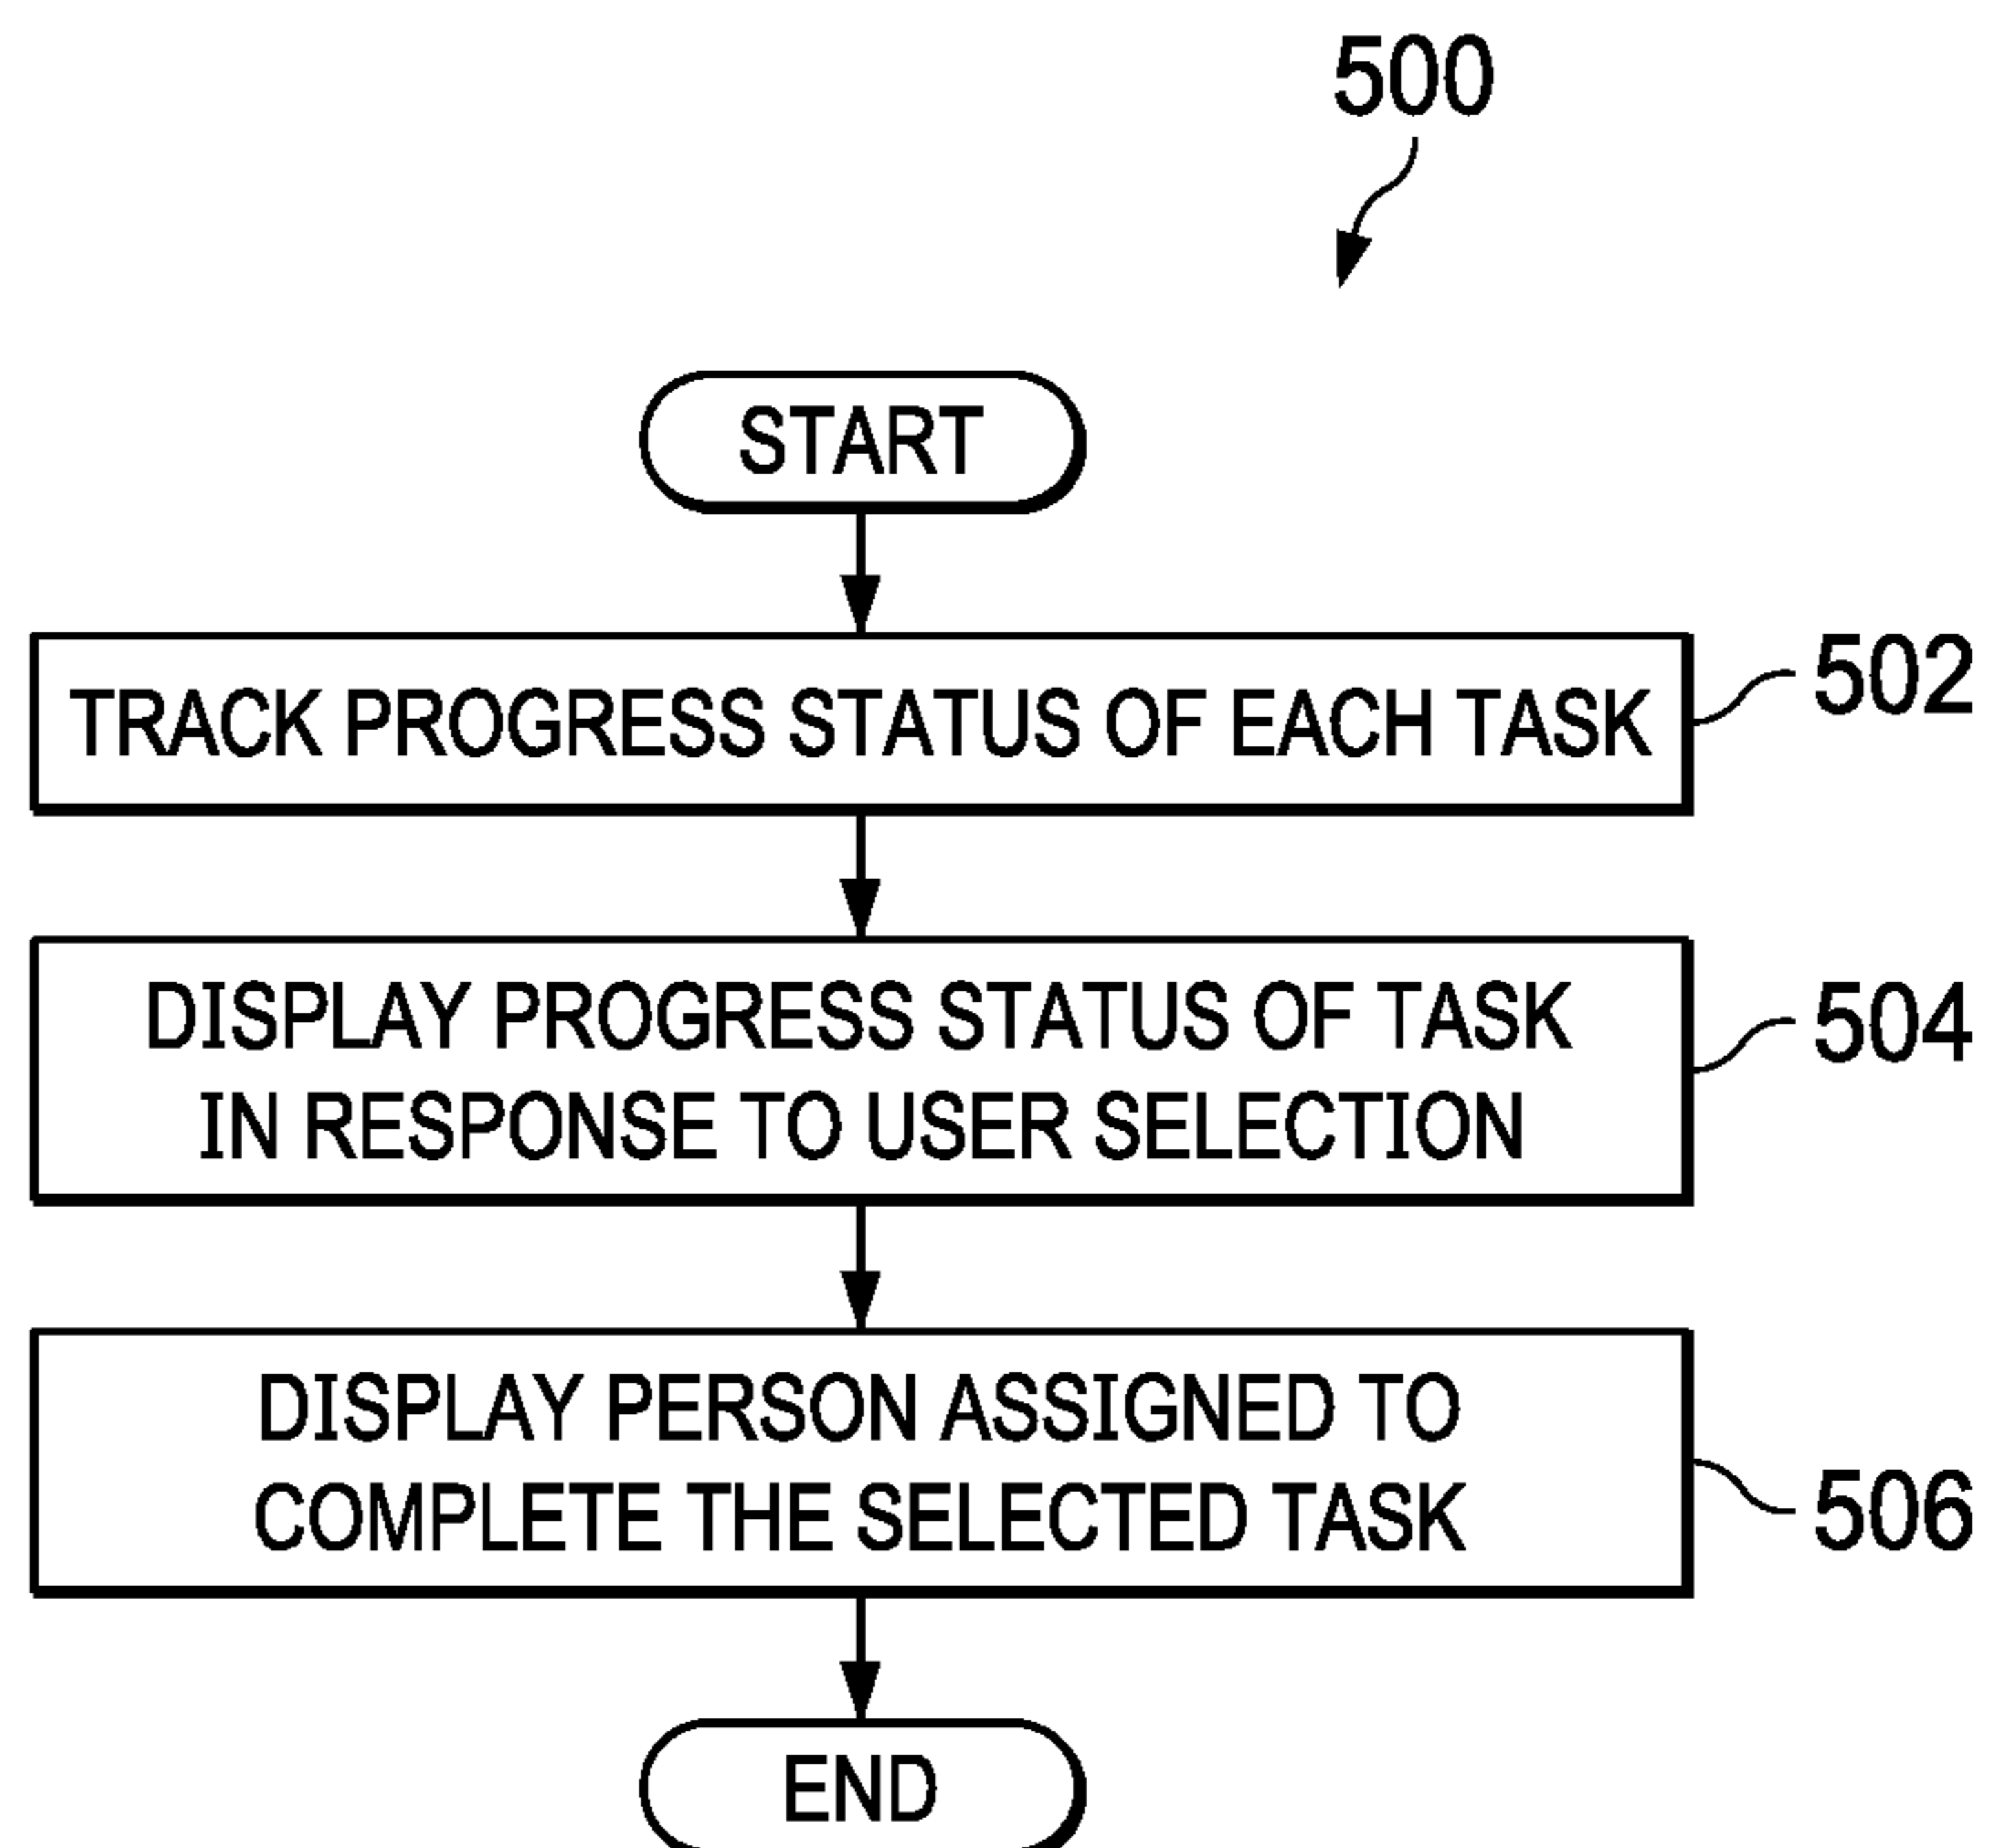 500
START
TRACK PROGRESS STATUS OF EACH TASK
502
DISPLAY PROGRESS STATUS OF TASK
IN RESPONSE TO USER SELECTION
504
DISPLAY PERSON ASSIGNED TO
COMPLETE THE SELECTED TASK
506
END